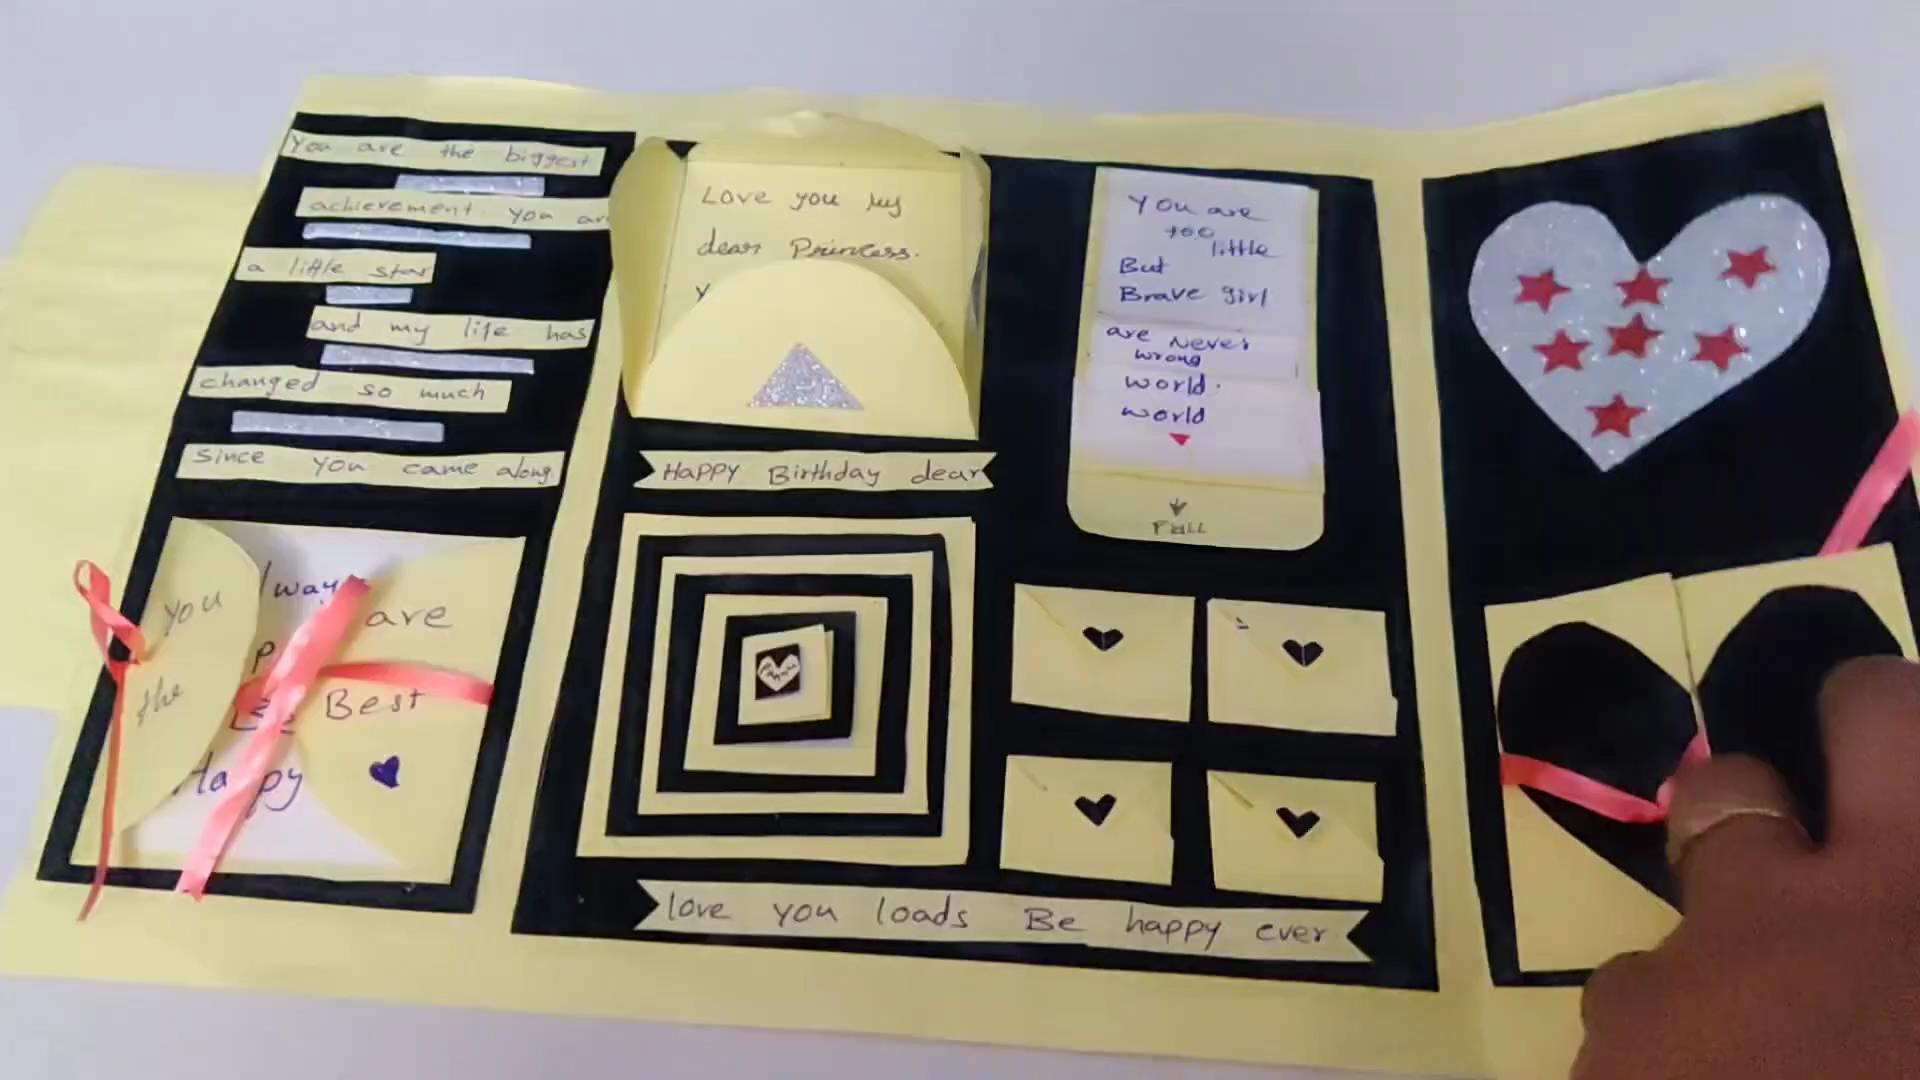 You are the biggest
achievement. you are
a little star
and my life has
changed so much
Since you came along.
You
are
the
Best
Happy
Love you my
dear Princess.
Y
Happy Birthday dear
You are
too
little
But
Brave girl
are Never
wrong
world.
world
PULL
love you loads Be happy ever